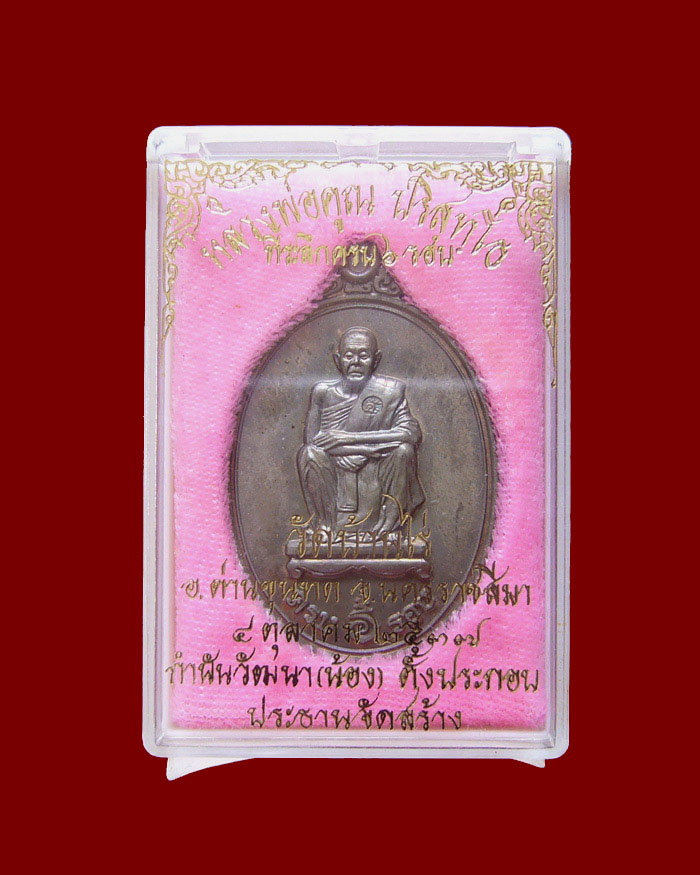 หลวงพ่อคูณ ปริสุทโธ
ที่ระลึกครบ ๖ รอบ
วัดบ้านไร่
อ.ด่านขุนทด จ.นครราชสีมา
๔ ตุลาคม ๒๕๓๗
กำนันวัฒนา(น้อง) ตั้งประกอบ
ประธานจัดสร้าง